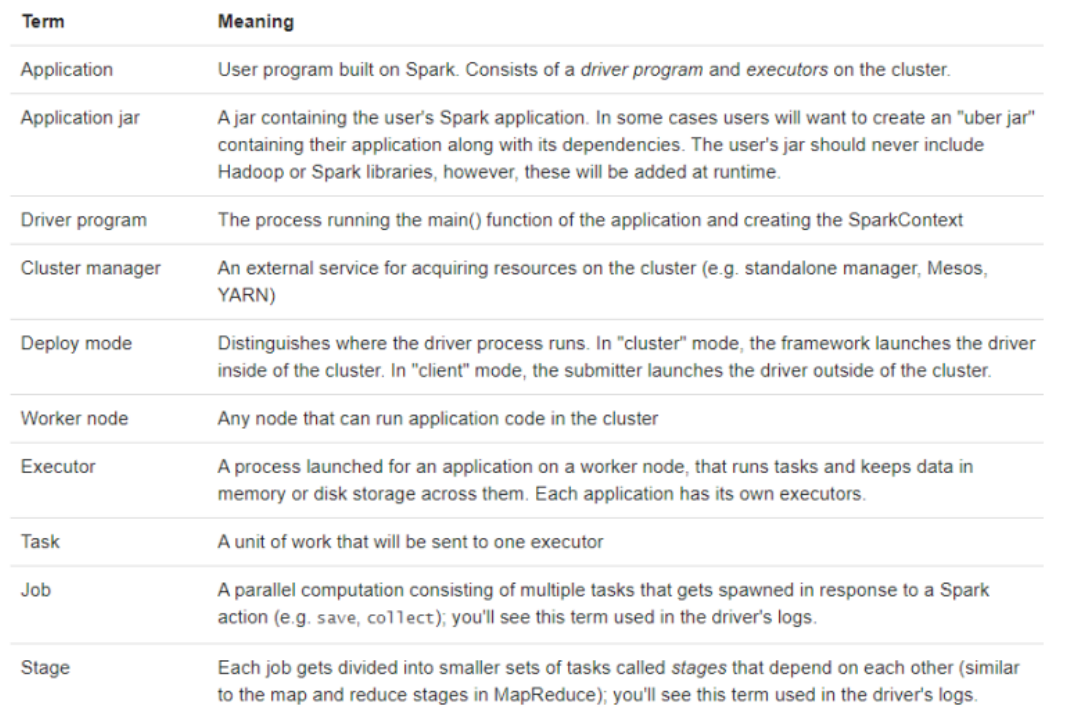 Term Meaning
Application User program built on Spark. Consists of a driver program and executors on the cluster.
Application jar A jar containing the user's Spark application. In some cases users will want to create an "uber jar"
containing their application along with its dependencies. The user's jar should never include
Hadoop or Spark libraries, however, these will be added at runtime.
Driver program The process running the main() function of the application and creating the SparkContext
Cluster manager An external service for acquiring resources on the cluster (e.g. standalone manager, Mesos,
YARN)
Deploy mode Distinguishes where the driver process runs. In "cluster" mode, the framework launches the driver
inside of the cluster. In "client" mode, the submitter launches the driver outside of the cluster.
Worker node Any node that can run application code in the cluster
Executor A process launched for an application on a worker node, that runs tasks and keeps data in
memory or disk storage across them. Each application has its own executors.
Task A unit of work that will be sent to one executor
Job A parallel computation consisting of multiple tasks that gets spawned in response to a Spark
action (e.g. save, collect); you'll see this term used in the driver's logs.
Stage Each job gets divided into smaller sets of tasks called stages that depend on each other (similar
to the map and reduce stages in MapReduce); you'll see this term used in the driver's logs.